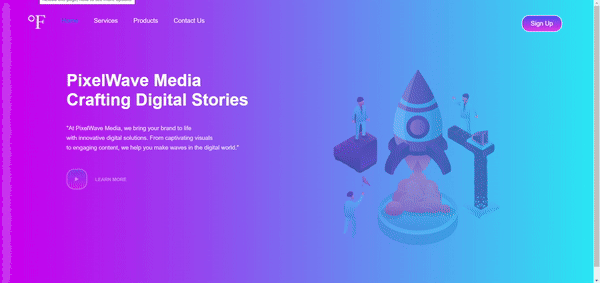 °F
Services
Products
Contact Us
Sign Up
PixelWave Media
Crafting Digital Stories
"At PixelWave Media, we bring your brand to life
with innovative digital solutions. From captivating visuals
to engaging content, we help you make waves in the digital world."
LEARN MORE